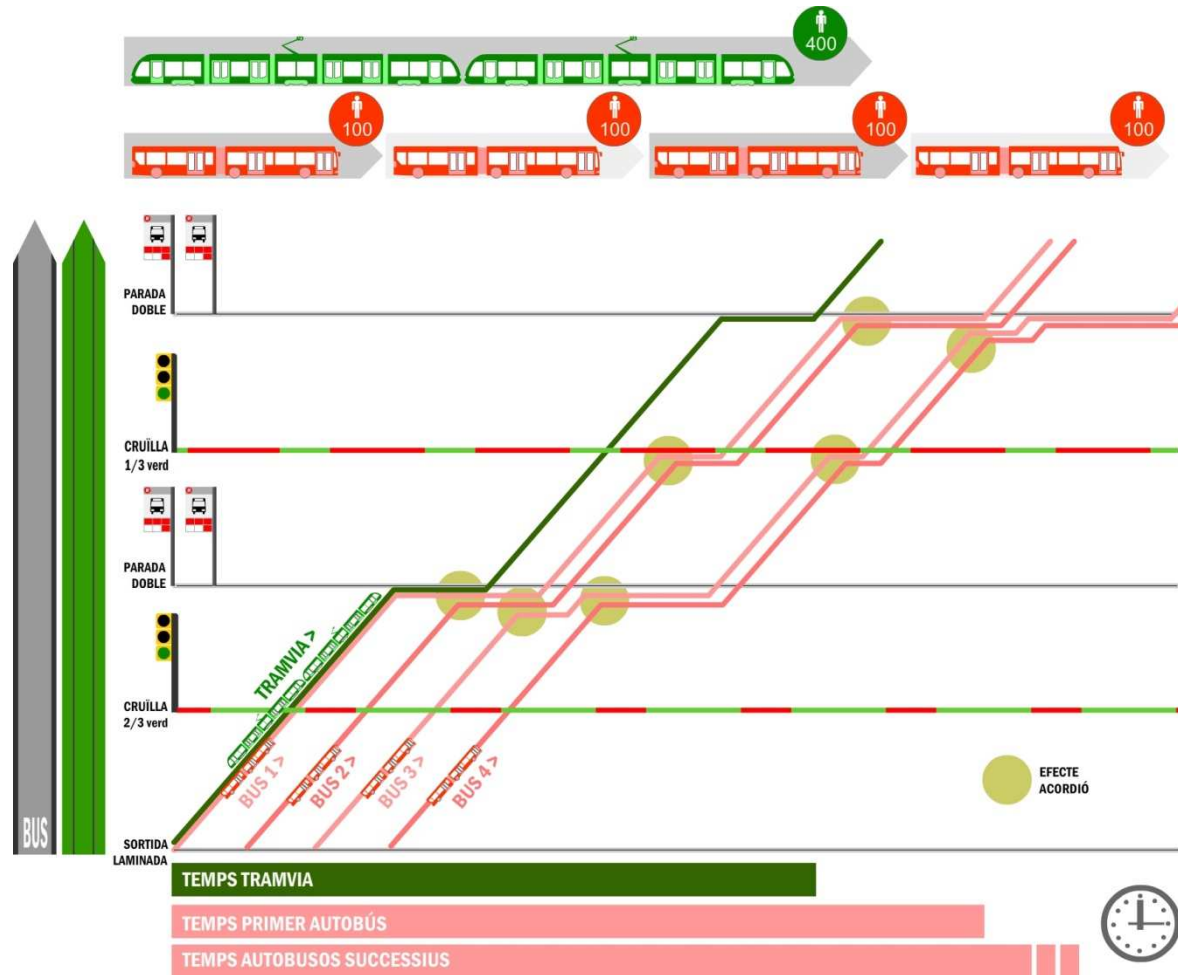 400
100
100
100
100
PARADA
DOBLE
CRUÏLLA
1/3 verd
PARADA
DOBLE
TRAMVIA >
CRUÏLLA
2/3 verd
BUS 1 >
BUS 2 >
BUS 3 >
BUS 4 >
EFECTE
ACORDIÓ
BUS
SORTIDA
LAMINADA
TEMPS TRAMVIA
TEMPS PRIMER AUTOBÚS
TEMPS AUTOBUSOS SUCCESSIUS